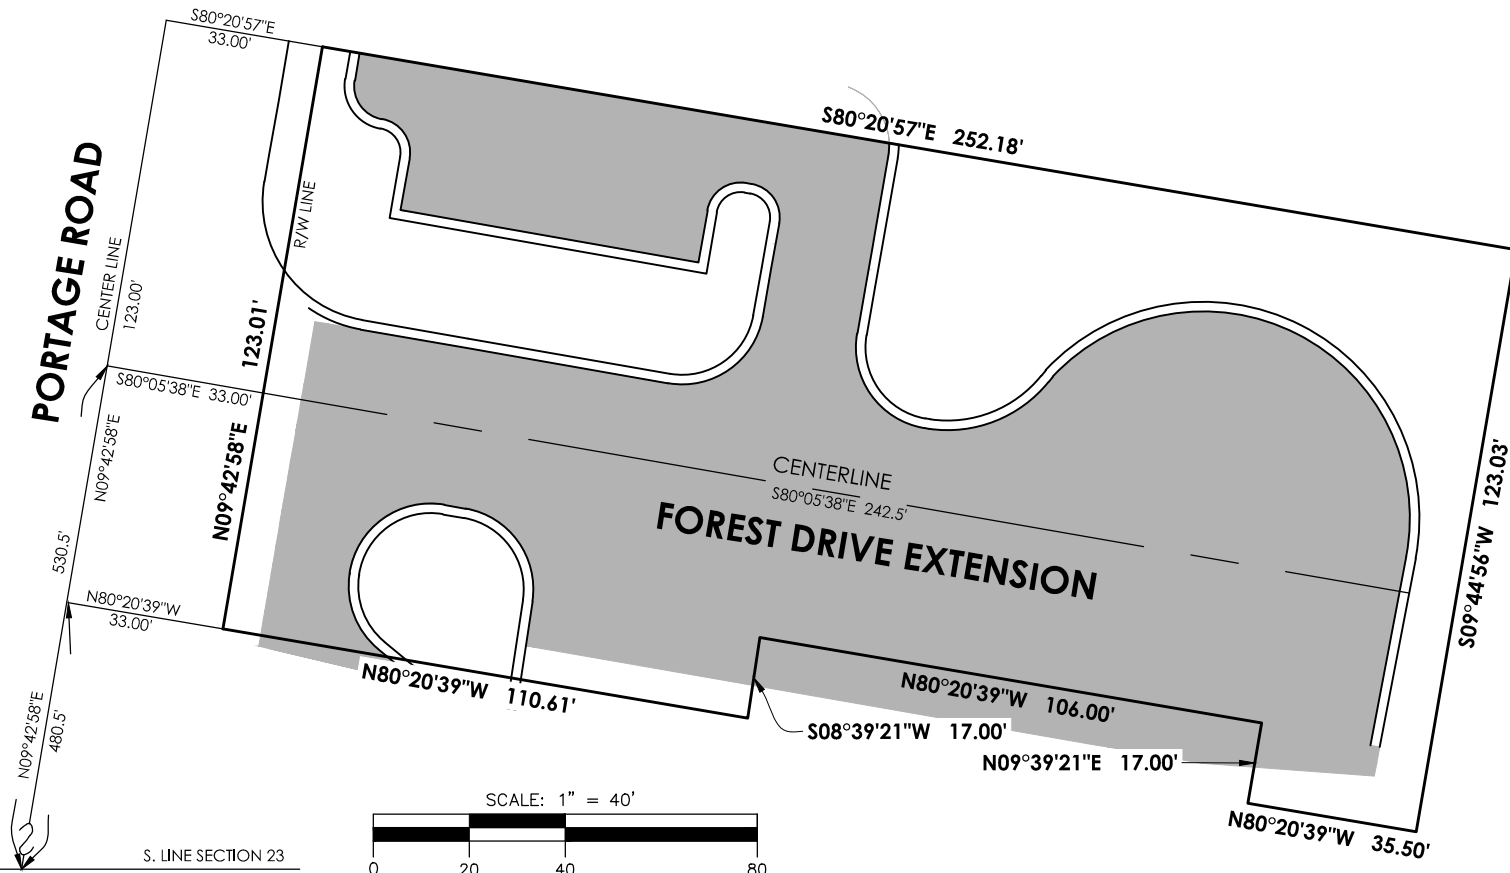 S80°20'57"E
33.00'
S80°20'57"E 252.18'
PORTAGE ROAD
CENTER LINE
123.00'
R/W LINE
123.01'
S80°05'38"E 33.00'
N09°42'58"E
N09°42'58"E
CENTERLINE
S80°05'38"E 242.5'
FOREST DRIVE EXTENSION
S09°44'56"W 123.03'
530.5'
N80°20'39"W
33.00'
N80°20'39"W 110.61'
N80°20'39"W 106.00'
S08°39'21"W 17.00'
N09°39'21"E 17.00'
N80°20'39"W 35.50'
N09°42'58"E
480.5'
SCALE: 1" = 40'
S. LINE SECTION 23
0 20 40 80